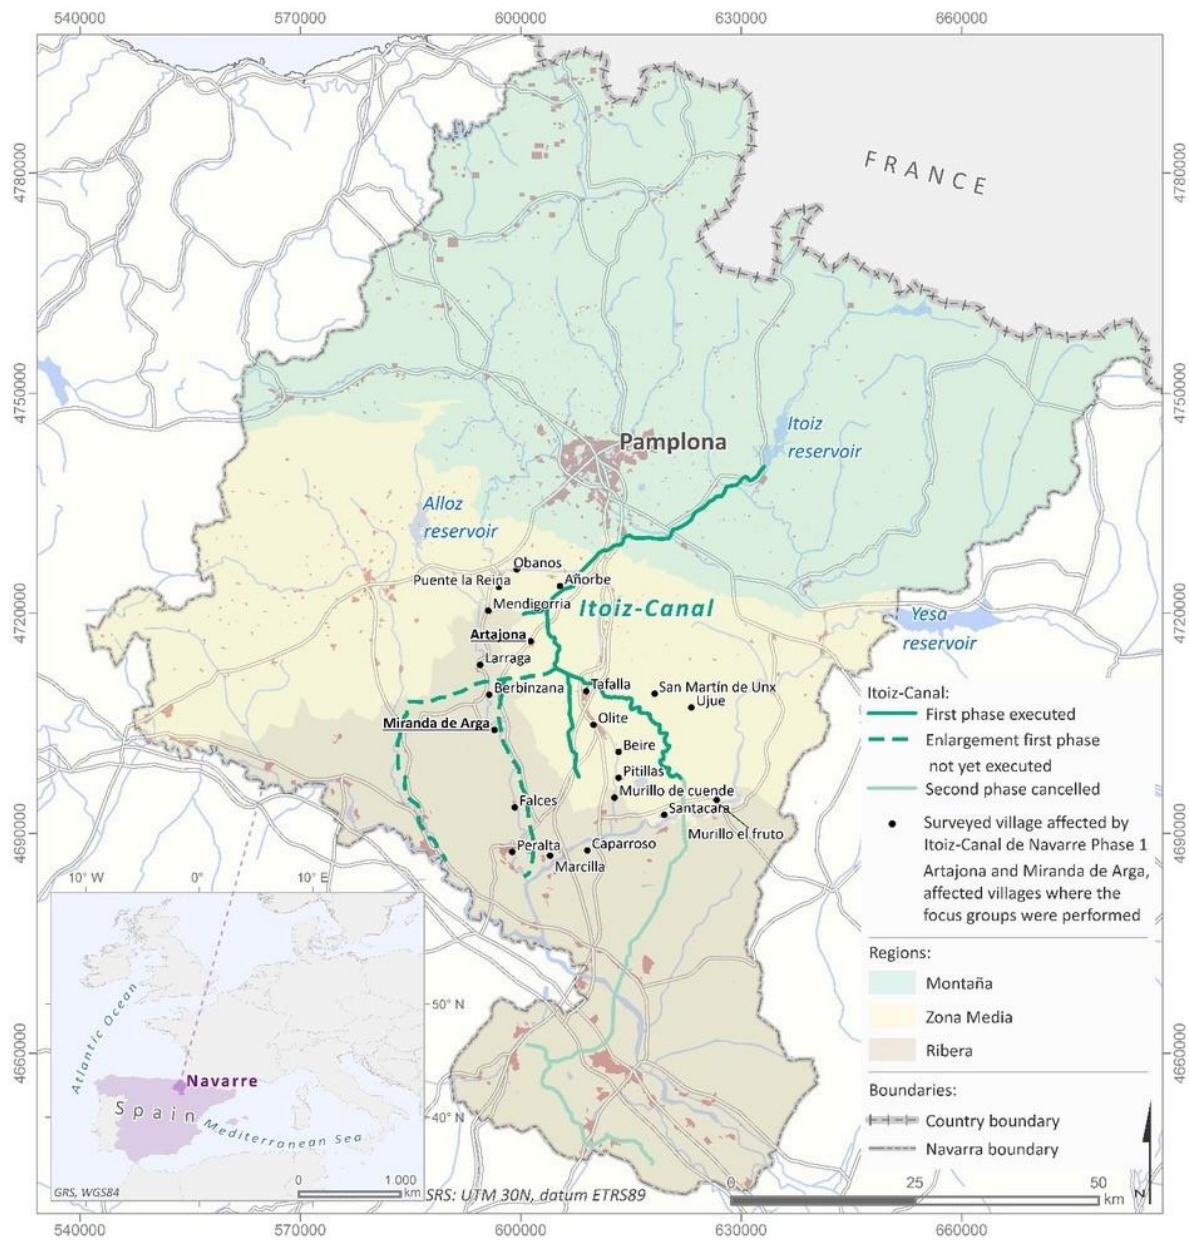 540000
570000
600000
630000
660000
4780000
4780000
FRANCE
4750000
4750000
Pamplona
Itoiz
reservoir
Alloz
reservoir
Obanos
Puente la Reina
Añorbe
Mendigorria
Itoiz-Canal
4720000
4720000
Yesa
reservoir
Artajona
Larraga
Berbinzana
Tafalla
San Martín de Unx
Ujue
Miranda de Arga
Olite
Beire
Pitillas
Murillo de cuende
Falces
Santacara
Murillo el fruto
4690000
4690000
Peralta
Caparroso
Marcilla
Itoiz-Canal:
First phase executed
Enlargement first phase
not yet executed
Second phase cancelled
Surveyed village affected by
Itoiz-Canal de Navarre Phase 1
Artajona and Miranda de Arga,
affected villages where the
focus groups were performed
Regions:
Montaña
Zona Media
Ribera
Boundaries:
Country boundary
Navarra boundary
10° W
0°
10° E
50° N
40° N
Atlantic Ocean
Navarre
Spain
Mediterranean Sea
GRS, WGS84
0
1.000
km
4660000
4660000
SRS: UTM 30N, datum ETRS89
0
25
50
km
N
540000
570000
600000
630000
660000